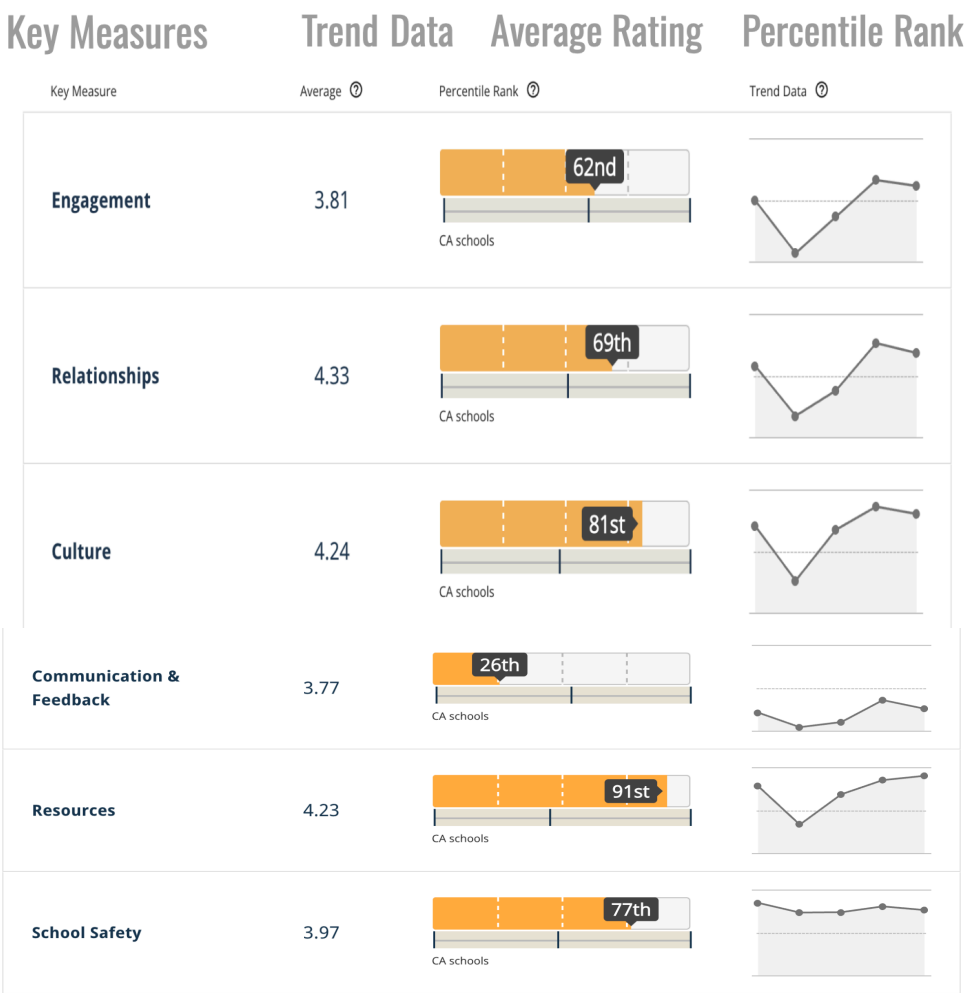 Key Measures Trend Data Average Rating Percentile Rank
Key Measure Average ? Percentile Rank ? Trend Data ?
62nd
Engagement 3.81
CA schools
69th
Relationships 4.33
CA schools
81st
Culture 4.24
CA schools
26th
Communication &
Feedback
3.77
CA schools
91st
Resources 4.23
CA schools
77th
School Safety 3.97
CA schools